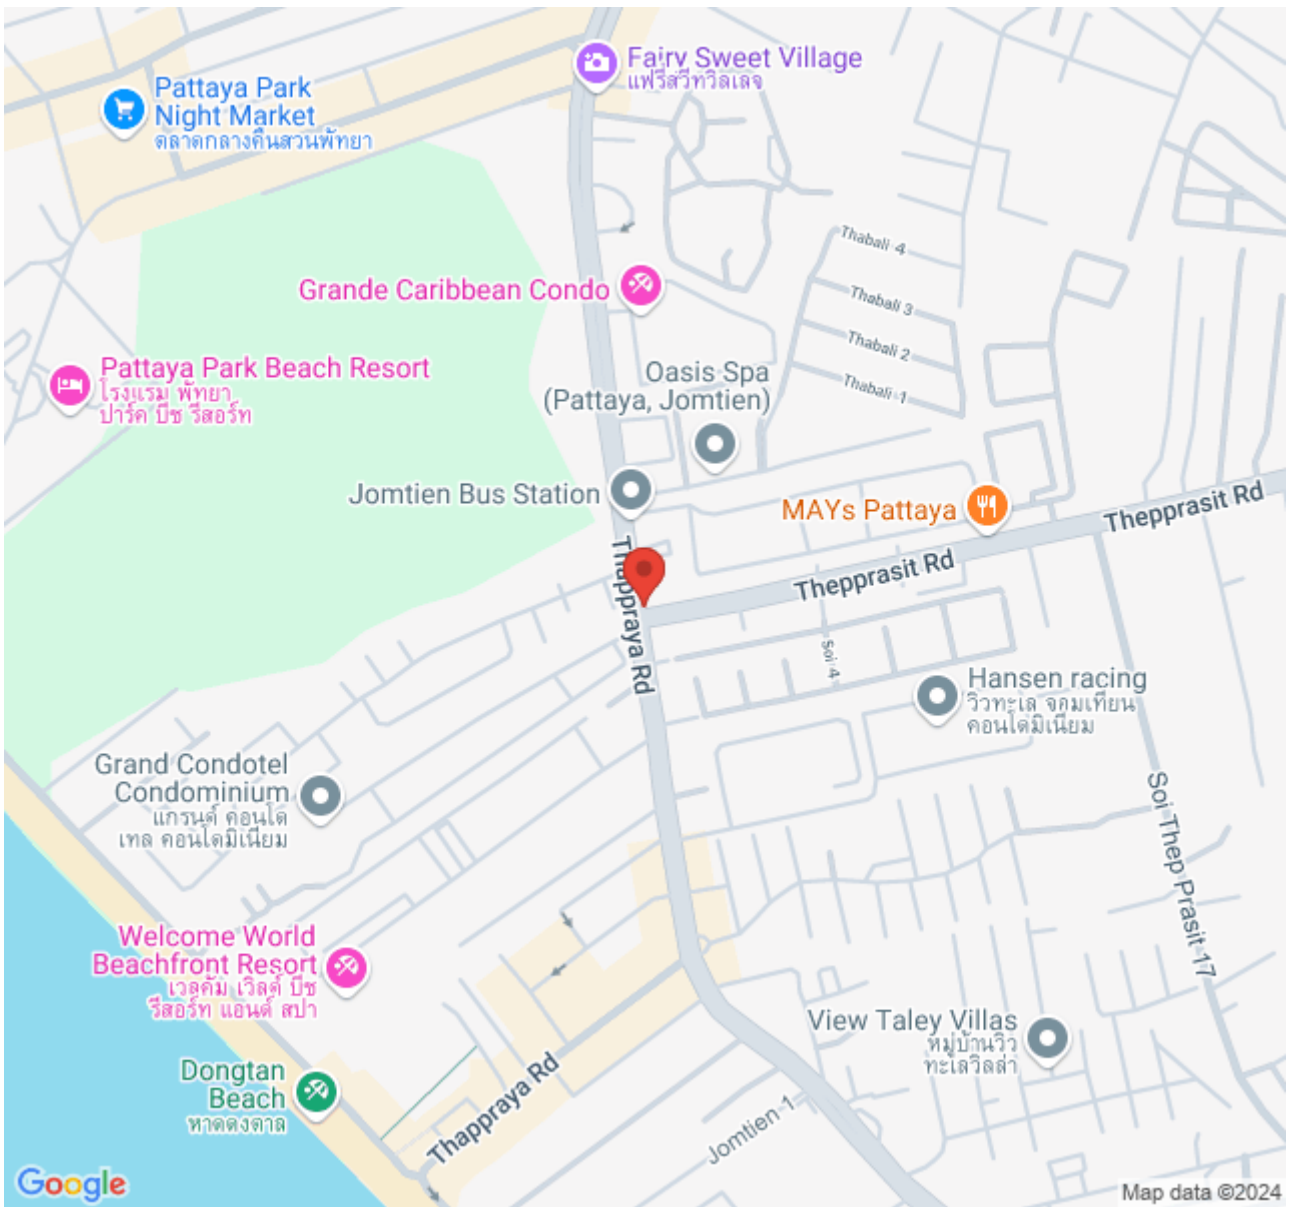 Fairy Sweet Village
แฟรี่สวีทวิลเลจ
Pattaya Park
Night Market
ตลาดกลางคืนสวนพัทยา
Thabali 4
Grande Caribbean Condo
Thabali 3
Thabali 2
Thabali 1
Pattaya Park Beach Resort
โรงแรม พัทยา
ปาร์ค บีช รีสอร์ท
Oasis Spa
(Pattaya, Jomtien)
Jomtien Bus Station
MAYs Pattaya
Thepprasit Rd
Thepprasit Rd
Thappraya Rd
Soi 4
Hansen racing
วิวทะเล จอมเทียน
คอนโดมิเนียม
Grand Condotel
Condominium
แกรนด์ คอนโด
เทล คอนโดมิเนียม
Soi Thep Prasit 17
Welcome World
Beachfront Resort
เวลคัม เวิลด์ บีช
รีสอร์ท แอนด์ สปา
View Taley Villas
หมู่บ้านวิว
ทะเลวิลล่า
Dongtan
Beach
หาดดงตาล
Thappraya Rd
Jomtien 1
Google
Map data ©2024